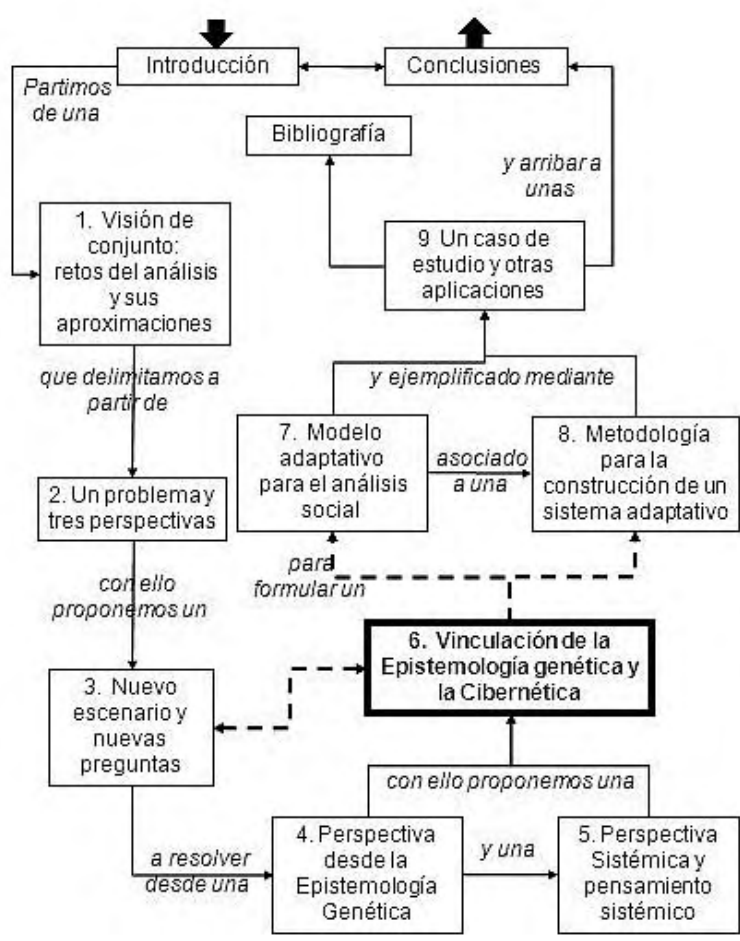 Introducción
Conclusiones
Partimos
de una
Bibliografía
y arribar a
unas
1. Visión de
conjunto:
retos del análisis
y sus
aproximaciones
9 Un caso de
estudio y otras
aplicaciones
que delimitamos a
partir de
y ejemplificado mediante
7. Modelo
adaptativo
para el análisis
social
asociado
a una
8. Metodología
para la
construcción de un
sistema adaptativo
2. Un problema y
tres perspectivas
con ello
proponemos un
para
formular un
6. Vinculación de la
Epistemología genética y
la Cibernética
3. Nuevo
escenario y
nuevas
preguntas
con ello proponemos una
a resolver
desde una
4. Perspectiva
desde la
Epistemología
Genética
y una
5. Perspectiva
Sistémica y
pensamiento
sistémico